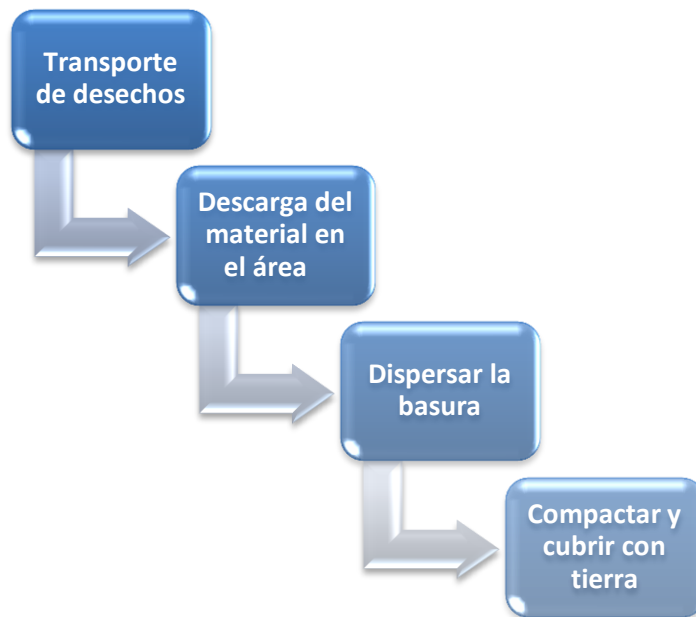 Transporte
de desechos
Descarga del
material en
el área
Dispersar la
basura
Compactar y
cubrir con
tierra